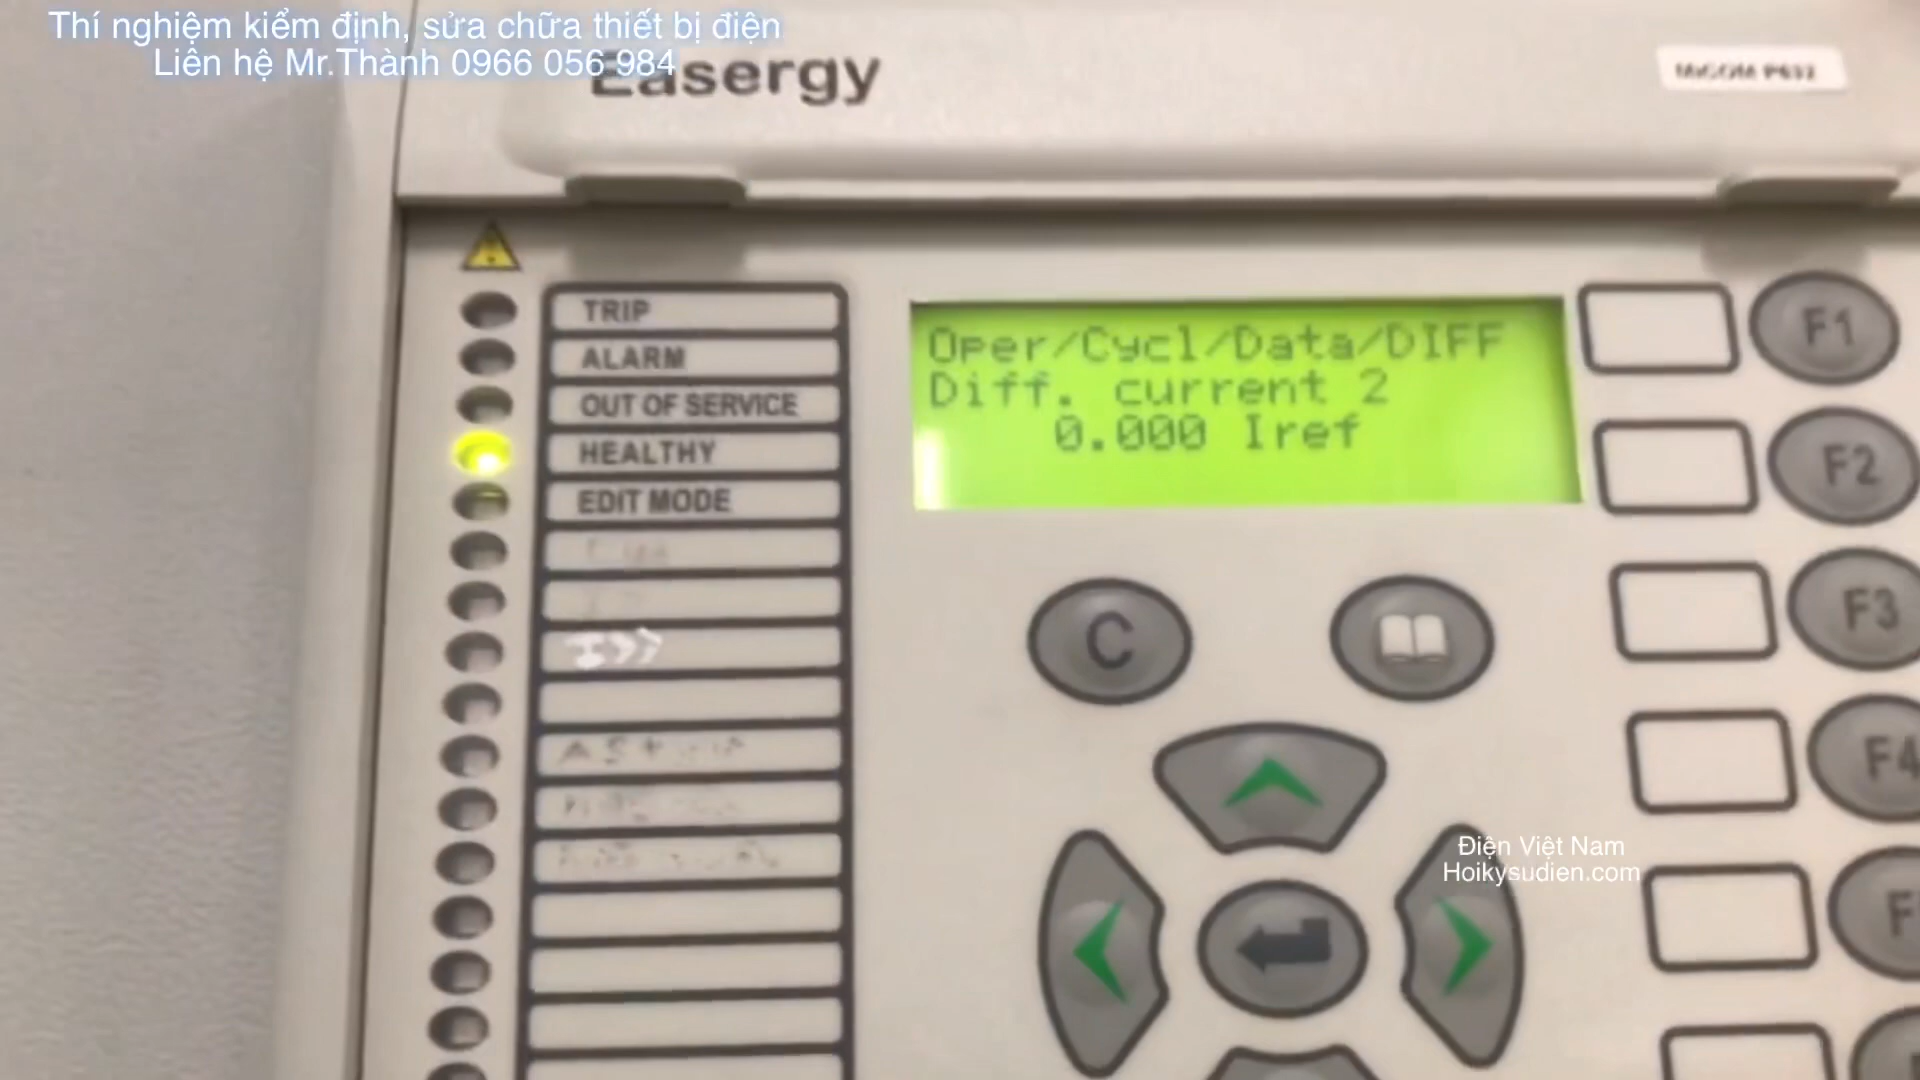 Thí nghiệm kiểm định, sửa chữa thiết bị điện
Liên hệ Mr.Thành 0966 056 984
Easergy
MiCOM P632
TRIP
ALARM
OUT OF SERVICE
HEALTHY
EDIT MODE
Oper/Cycl/Data/DIFF
Diff. current 2
0.000 Iref
F1
F2
F3
F4
F
C
I>>
Điện Việt Nam
Hoikysudien.com